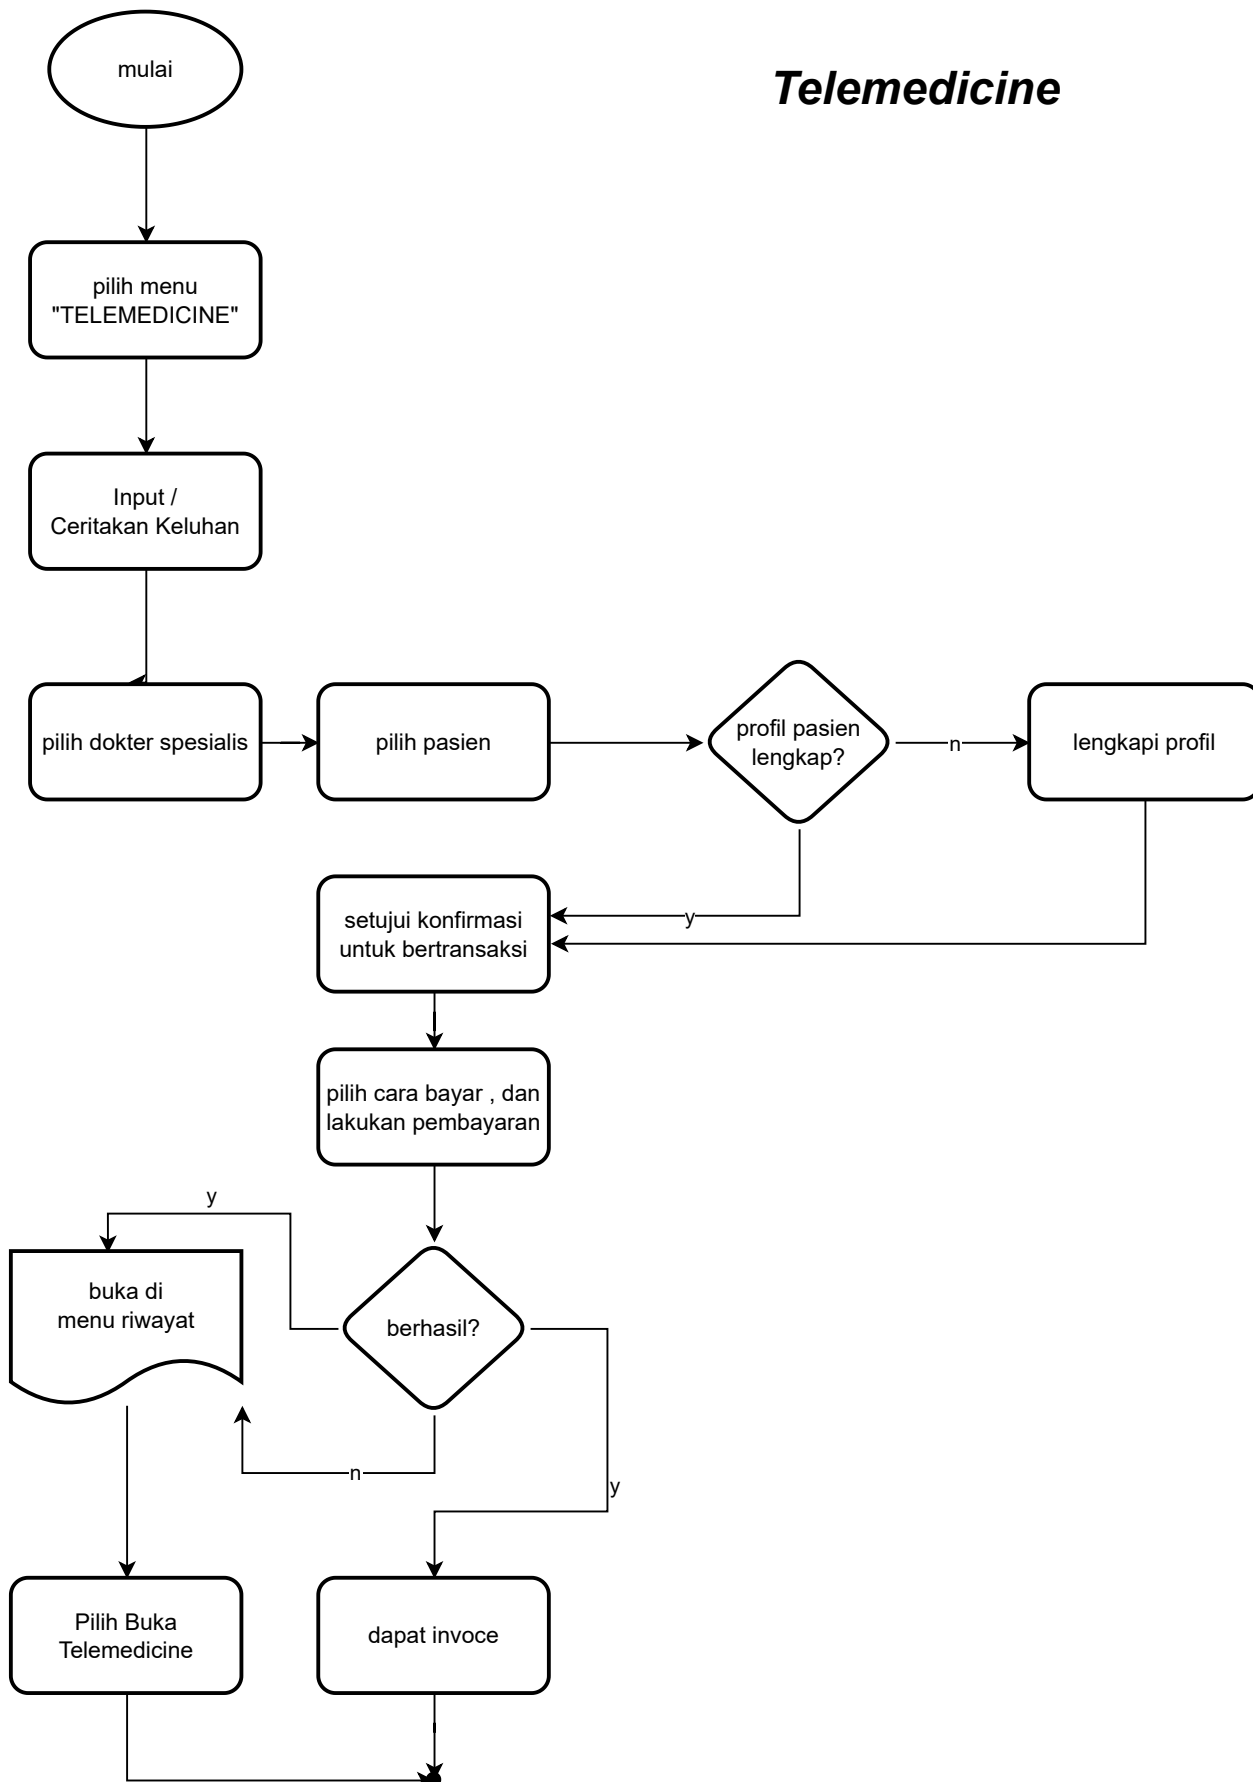 mulai
Telemedicine
pilih menu
"TELEMEDICINE"
Input /
Ceritakan Keluhan
pilih dokter spesialis
pilih pasien
profil pasien
lengkap?
n
lengkapi profil
setujui konfirmasi
untuk bertransaksi
y
pilih cara bayar , dan
lakukan pembayaran
y
buka di
menu riwayat
berhasil?
n
y
Pilih Buka
Telemedicine
dapat invoce